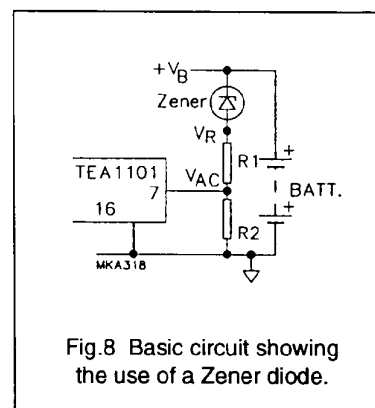 +VB
Zener
VR
R1
+
TEA1101
7
VAC
BATT.
16
+
R2
MKA318
Fig.8 Basic circuit showing
the use of a Zener diode.